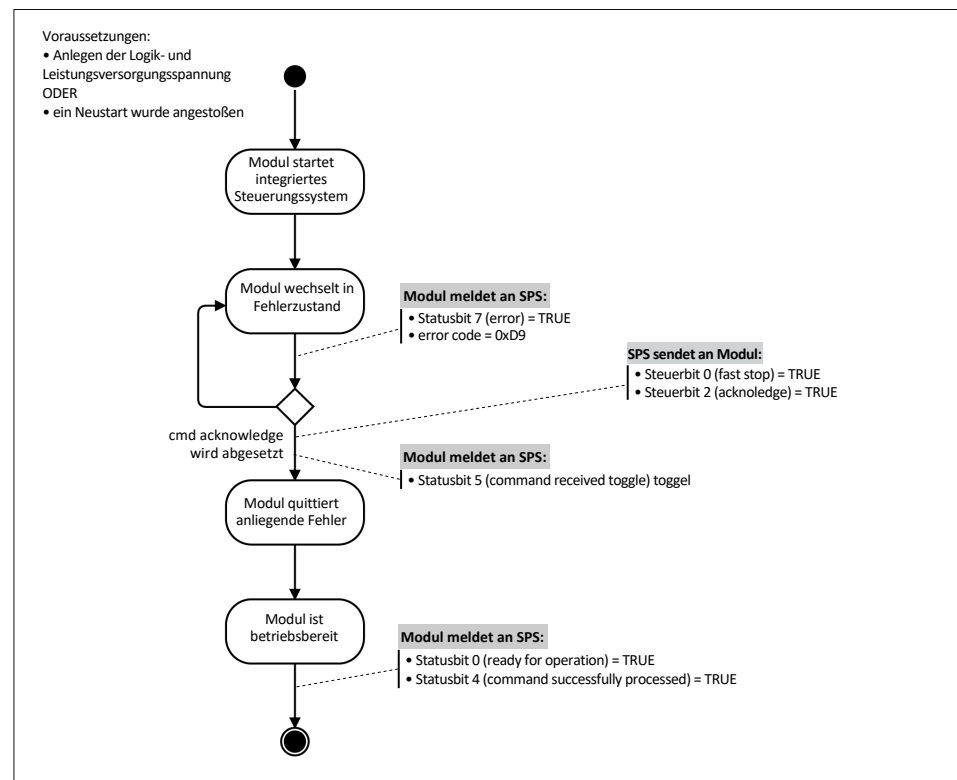 Voraussetzungen:
• Anlegen der Logik- und
Leistungsversorgungsspannung
ODER
• ein Neustart wurde angestoßen
Modul startet
integriertes
Steuerungssystem
Modul wechselt in
Fehlerzustand
Modul meldet an SPS:
• Statusbit 7 (error) = TRUE
• error code = 0xD9
SPS sendet an Modul:
• Steuerbit 0 (fast stop) = TRUE
• Steuerbit 2 (acknoledge) = TRUE
cmd acknowledge
wird abgesetzt
Modul meldet an SPS:
• Statusbit 5 (command received toggle) toggel
Modul quittiert
anliegende Fehler
Modul ist
betriebsbereit
Modul meldet an SPS:
• Statusbit 0 (ready for operation) = TRUE
• Statusbit 4 (command successfully processed) = TRUE